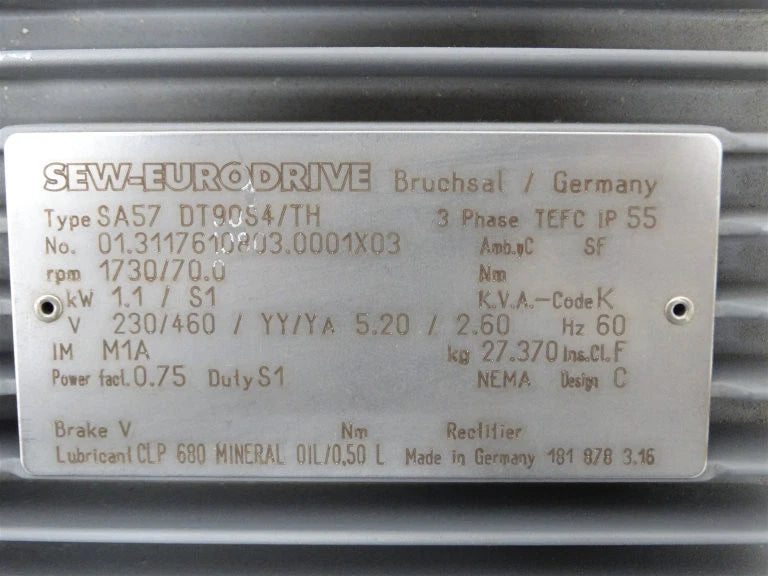 SEW-EURODRIVE Bruchsal / Germany
Type SA57 DT90S4/TH 3 Phase TEFC IP 55
No. 01.3117610803.0001X03 Amb.°C SF
rpm 1730/70.0 Nm
kW 1.1 / S1 K.V.A.-Code K
V 230/460 / YY/Y A 5.20 / 2.60 Hz 60
IM M1A kg 27.370 Ins.Cl. F
Power fact. 0.75 Duty S1 NEMA Design C
Brake V Nm Rectifier
Lubricant CLP 680 MINERAL OIL/0,50 L Made in Germany 181 878 3.16